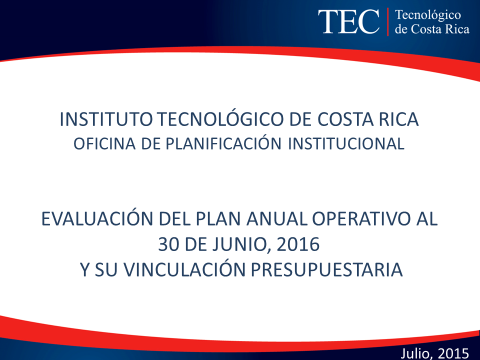 TEC
Tecnológico
de Costa Rica
INSTITUTO TECNOLÓGICO DE COSTA RICA
OFICINA DE PLANIFICACIÓN INSTITUCIONAL
EVALUACIÓN DEL PLAN ANUAL OPERATIVO AL
30 DE JUNIO, 2016
Y SU VINCULACIÓN PRESUPUESTARIA
Julio, 2015